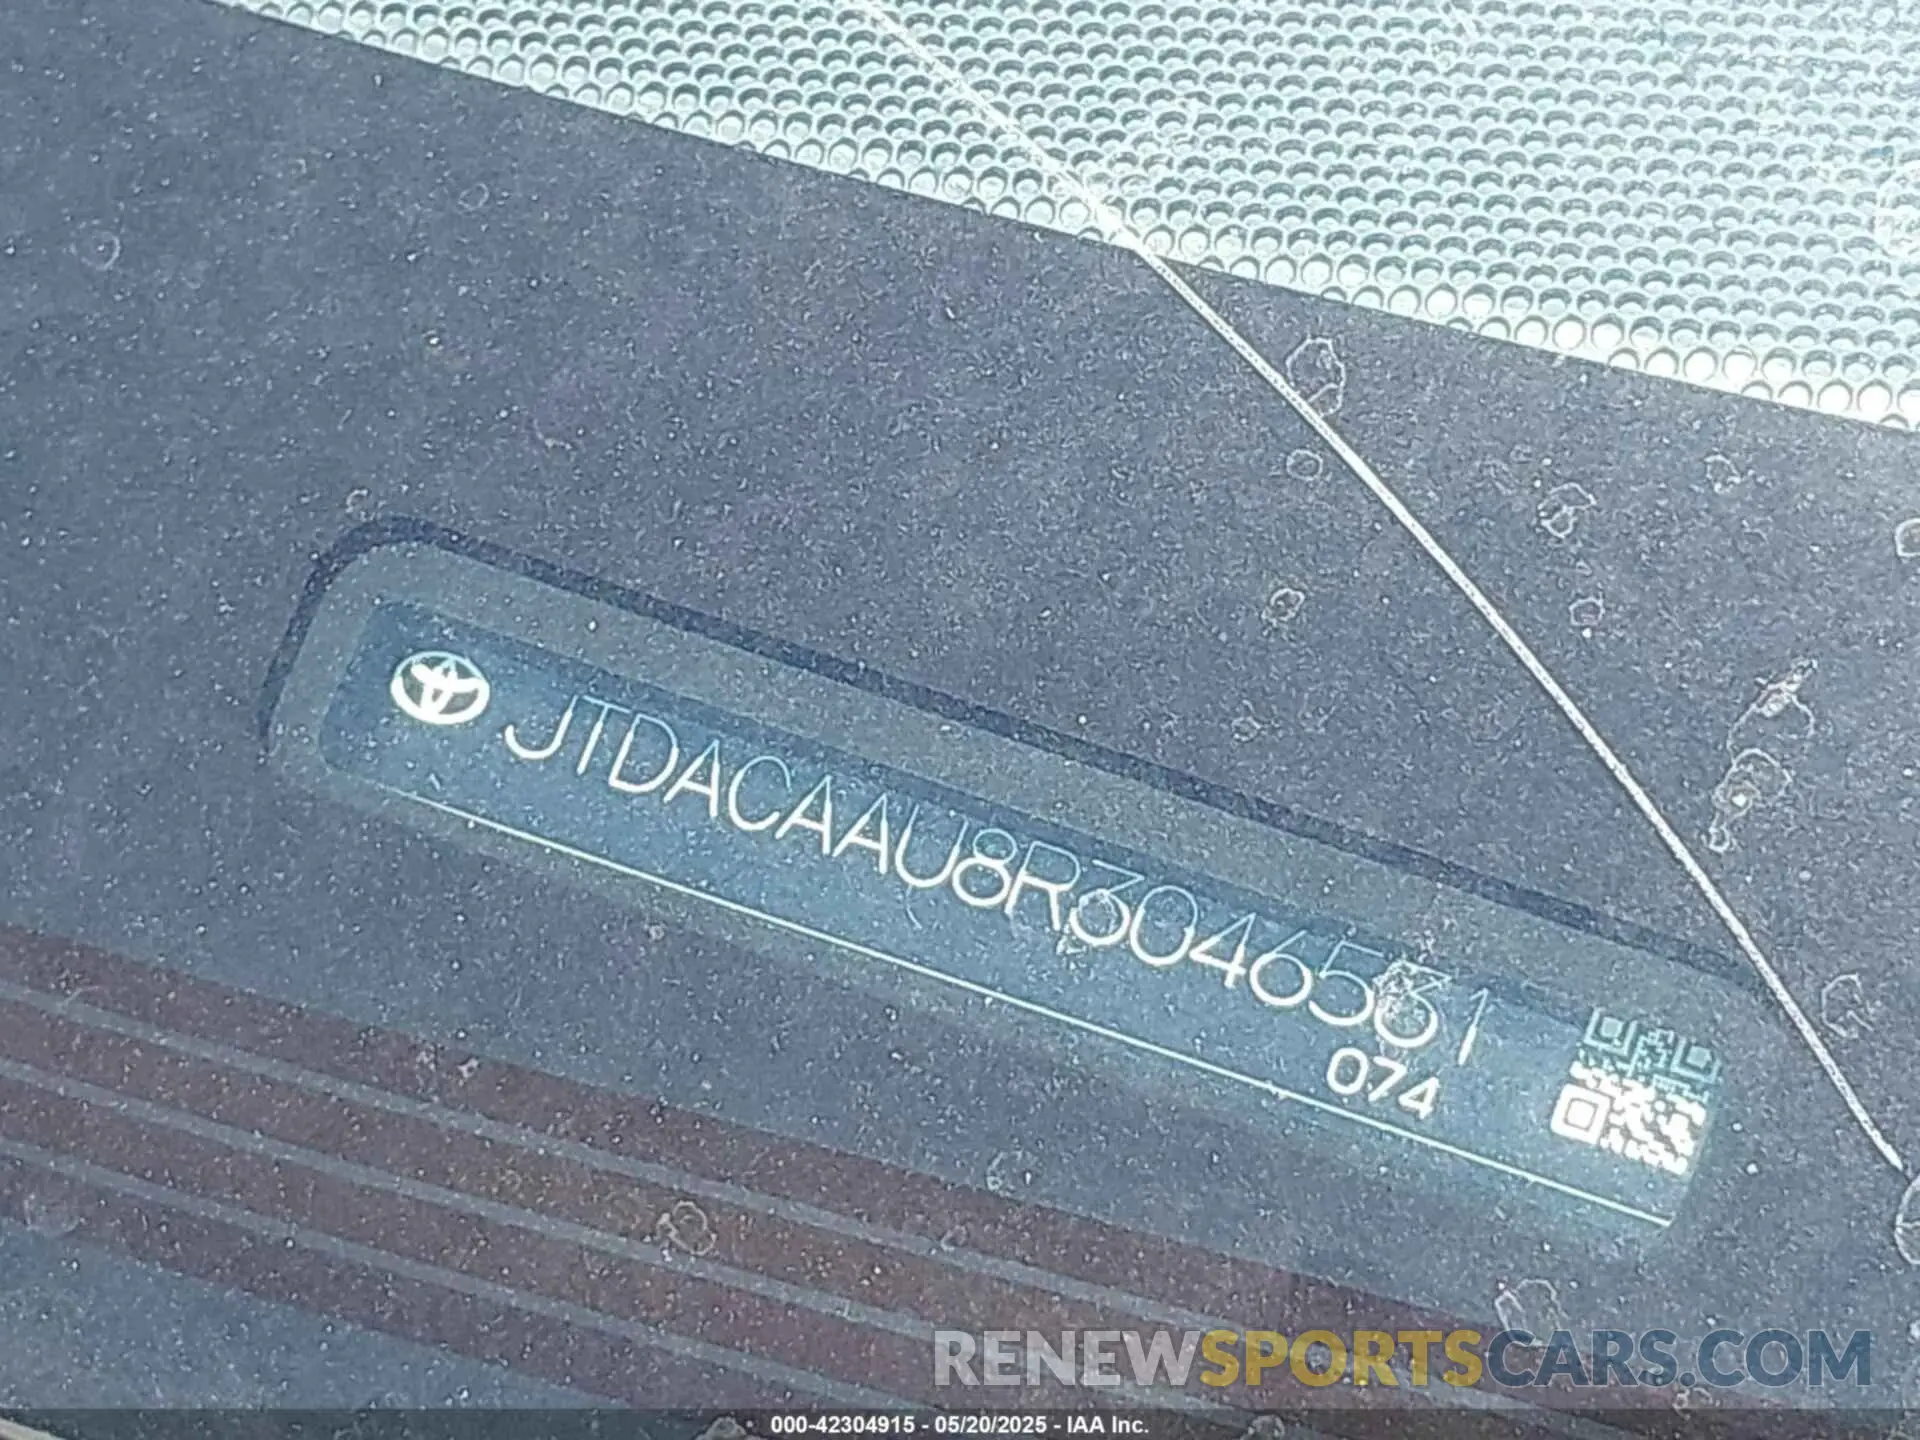 JTDACAAU8R3046531
074
RENEWSPORTSCARS.COM
000-42304915 - 05/20/2025 - IAA Inc.